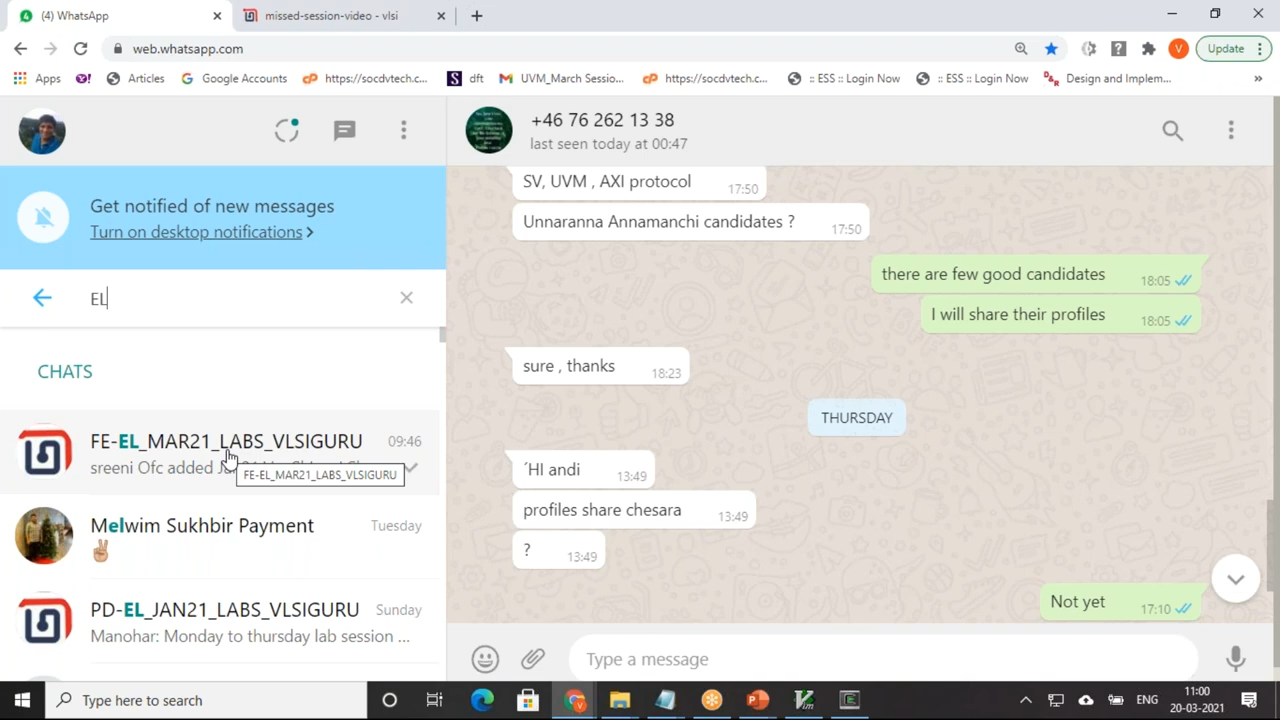 (4) WhatsApp
missed-session-video - vlsi
web.whatsapp.com
Update
Apps
Articles
Google Accounts
https://socdvtech.c...
dft
UVM_March Sessio...
https://socdvtech.c...
:: ESS :: Login Now
:: ESS :: Login Now
Design and Implem...
»
+46 76 262 13 38
last seen today at 00:47
Get notified of new messages
Turn on desktop notifications >
EL
CHATS
FE-EL_MAR21_LABS_VLSIGURU 09:46
sreeni Ofc added
FE-EL_MAR21_LABS_VLSIGURU
Melwim Sukhbir Payment Tuesday
PD-EL_JAN21_LABS_VLSIGURU Sunday
Manohar: Monday to thursday lab session ...
SV, UVM , AXI protocol 17:50
Unnaranna Annamanchi candidates ? 17:50
there are few good candidates 18:05
I will share their profiles 18:05
sure , thanks 18:23
THURSDAY
´HI andi 13:49
profiles share chesara 13:49
? 13:49
Not yet 17:10
Type a message
Type here to search
ENG
11:00
20-03-2021